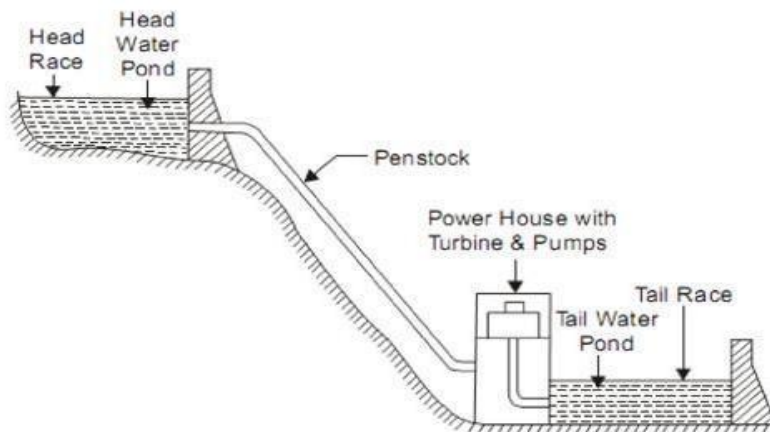 Head
Race
Head
Water
Pond
Penstock
Power House with
Turbine & Pumps
Tail Race
Tail Water
Pond